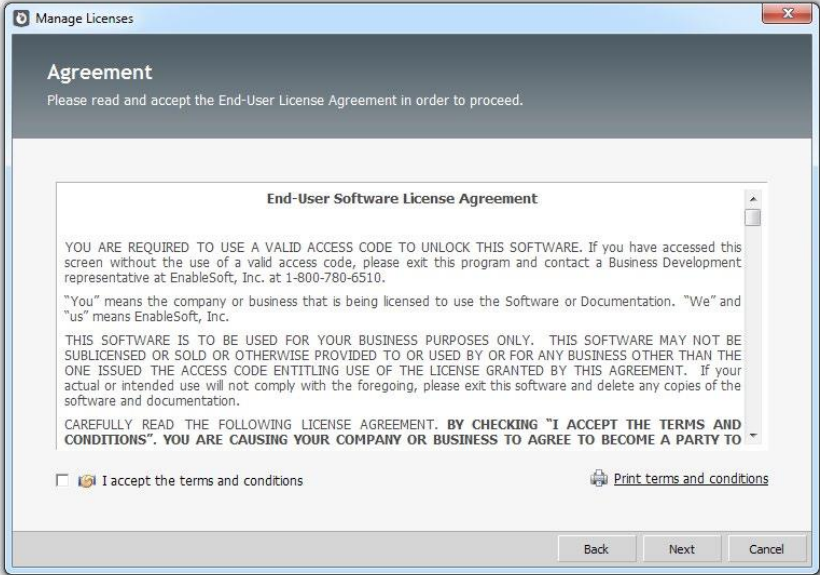 Manage Licenses
Agreement
Please read and accept the End-User License Agreement in order to proceed.
End-User Software License Agreement
YOU ARE REQUIRED TO USE A VALID ACCESS CODE TO UNLOCK THIS SOFTWARE. If you have accessed this
screen without the use of a valid access code, please exit this program and contact a Business Development
representative at EnableSoft, Inc. at 1-800-780-6510.
“You” means the company or business that is being licensed to use the Software or Documentation. “We” and
“us” means EnableSoft, Inc.
THIS SOFTWARE IS TO BE USED FOR YOUR BUSINESS PURPOSES ONLY. THIS SOFTWARE MAY NOT BE
SUBLICENSED OR SOLD OR OTHERWISE PROVIDED TO OR USED BY OR FOR ANY BUSINESS OTHER THAN THE
ONE ISSUED THE ACCESS CODE ENTITLING USE OF THE LICENSE GRANTED BY THIS AGREEMENT. If your
actual or intended use will not comply with the foregoing, please exit this software and delete any copies of the
software and documentation.
CAREFULLY READ THE FOLLOWING LICENSE AGREEMENT. BY CHECKING “I ACCEPT THE TERMS AND
CONDITIONS”. YOU ARE CAUSING YOUR COMPANY OR BUSINESS TO AGREE TO BECOME A PARTY TO
I accept the terms and conditions
Print terms and conditions
Back
Next
Cancel